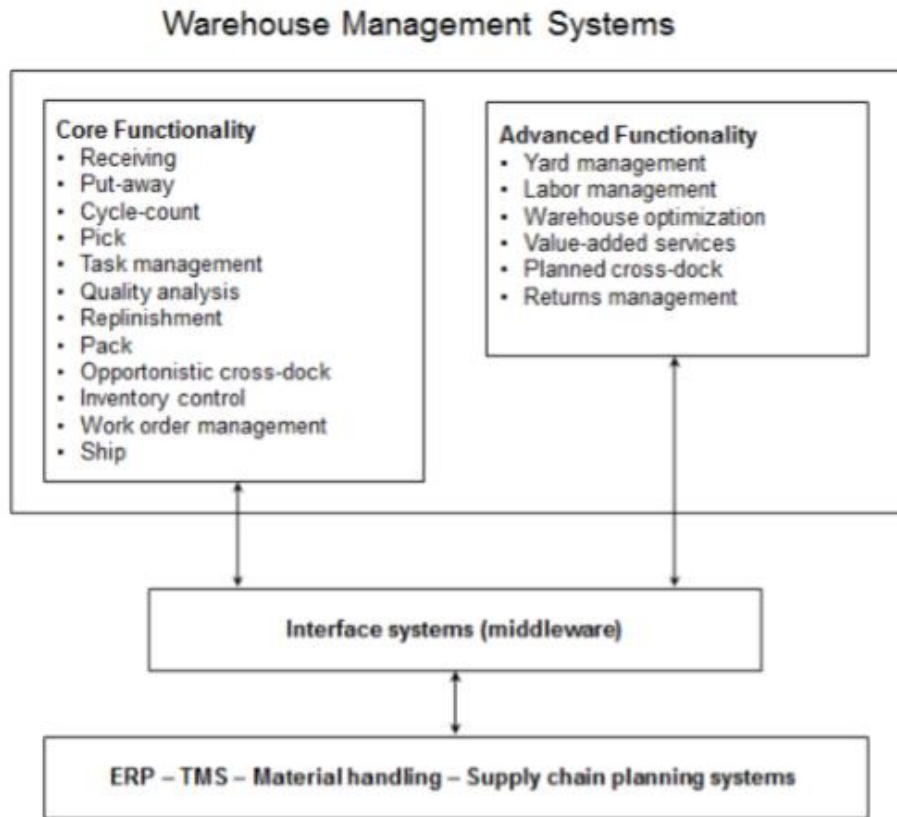 Warehouse Management Systems
Core Functionality
• Receiving
• Put-away
• Cycle-count
• Pick
• Task management
• Quality analysis
• Replinishment
• Pack
• Opportonistic cross-dock
• Inventory control
• Work order management
• Ship
Advanced Functionality
• Yard management
• Labor management
• Warehouse optimization
• Value-added services
• Planned cross-dock
• Returns management
Interface systems (middleware)
ERP – TMS – Material handling – Supply chain planning systems